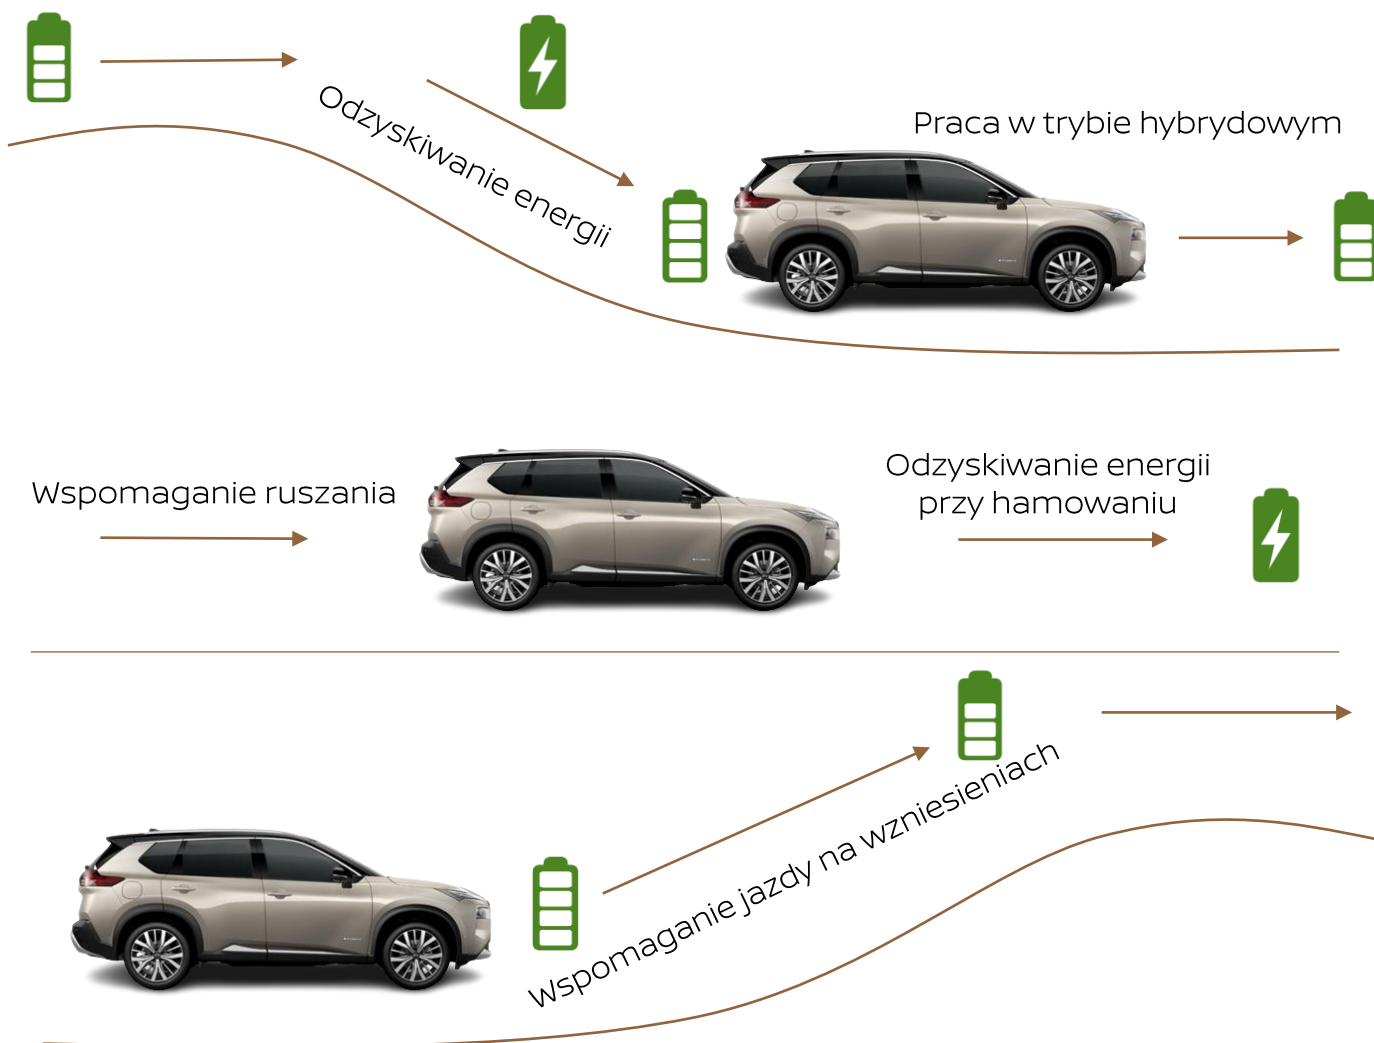 Odzyskiwanie energii
Praca w trybie hybrydowym
Wspomaganie ruszania
Odzyskiwanie energii
przy hamowaniu
Wspomaganie jazdy na wzniesieniach